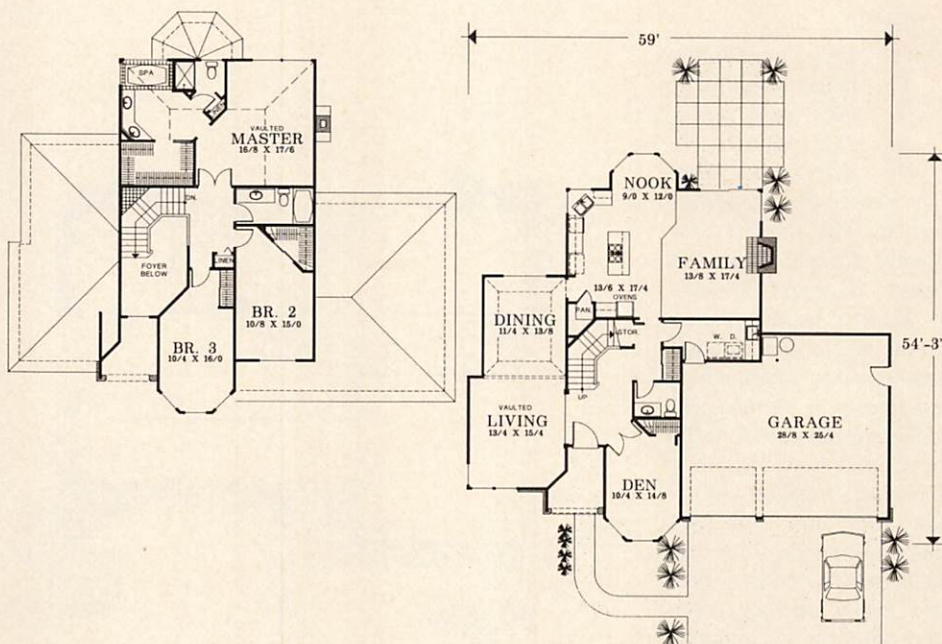 SPA
VAULTED
MASTER
16/8 X 17/6
DN.
FOYER
BELOW
LINEN
BR. 2
10/8 X 15/0
BR. 3
10/4 X 16/0
59'
NOOK
9/0 X 12/0
FAMILY
13/8 X 17/4
13/6 X 17/4
OVENS
PAN.
DINING
11/4 X 13/8
STOR.
W. D.
UP
VAULTED
LIVING
13/4 X 15/4
DEN
10/4 X 14/8
GARAGE
28/8 X 25/4
54'-3"